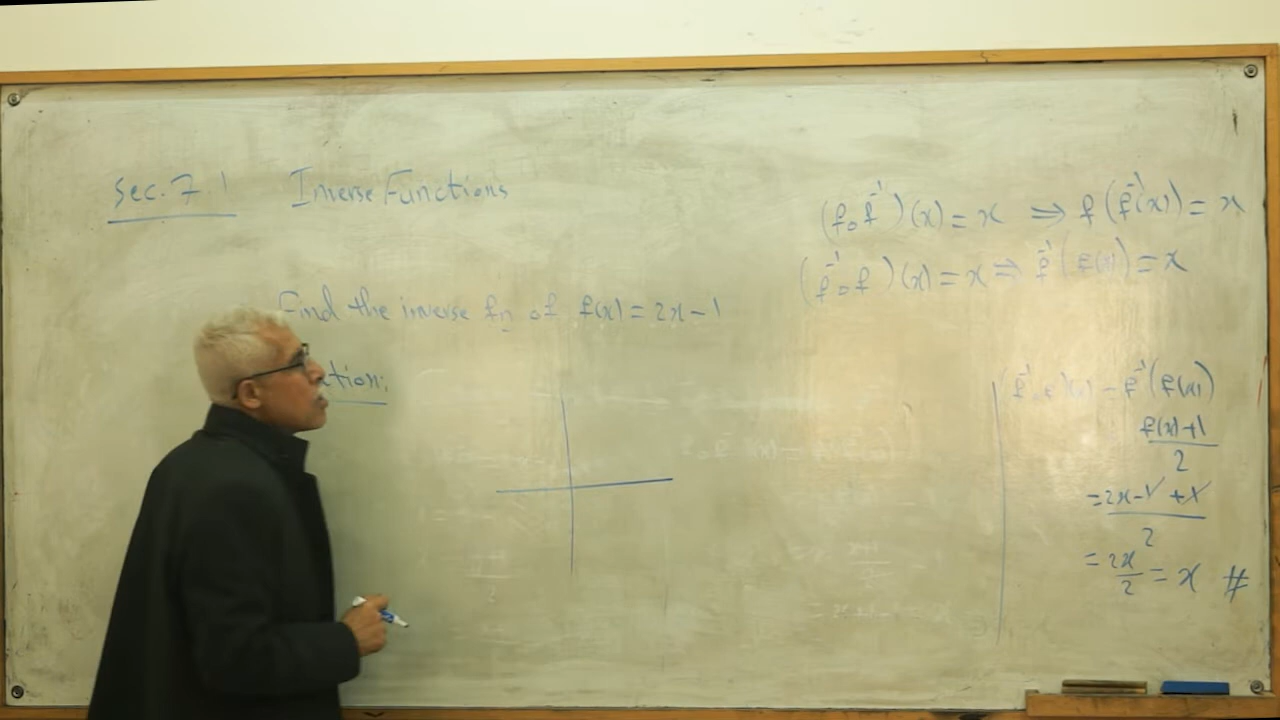 Sec. 7.1 Inverse Functions
(f∘f⁻¹)(x) = x ⇒ f(f⁻¹(x)) = x
(f⁻¹∘f)(x) = x ⇒ f⁻¹(f(x)) = x
Find the inverse fn of f(x) = 2x-1
(f⁻¹∘f)(x) = f⁻¹(f(x))
f(x)+1
2
= 2x-1+1
2
= 2x/2 = x #